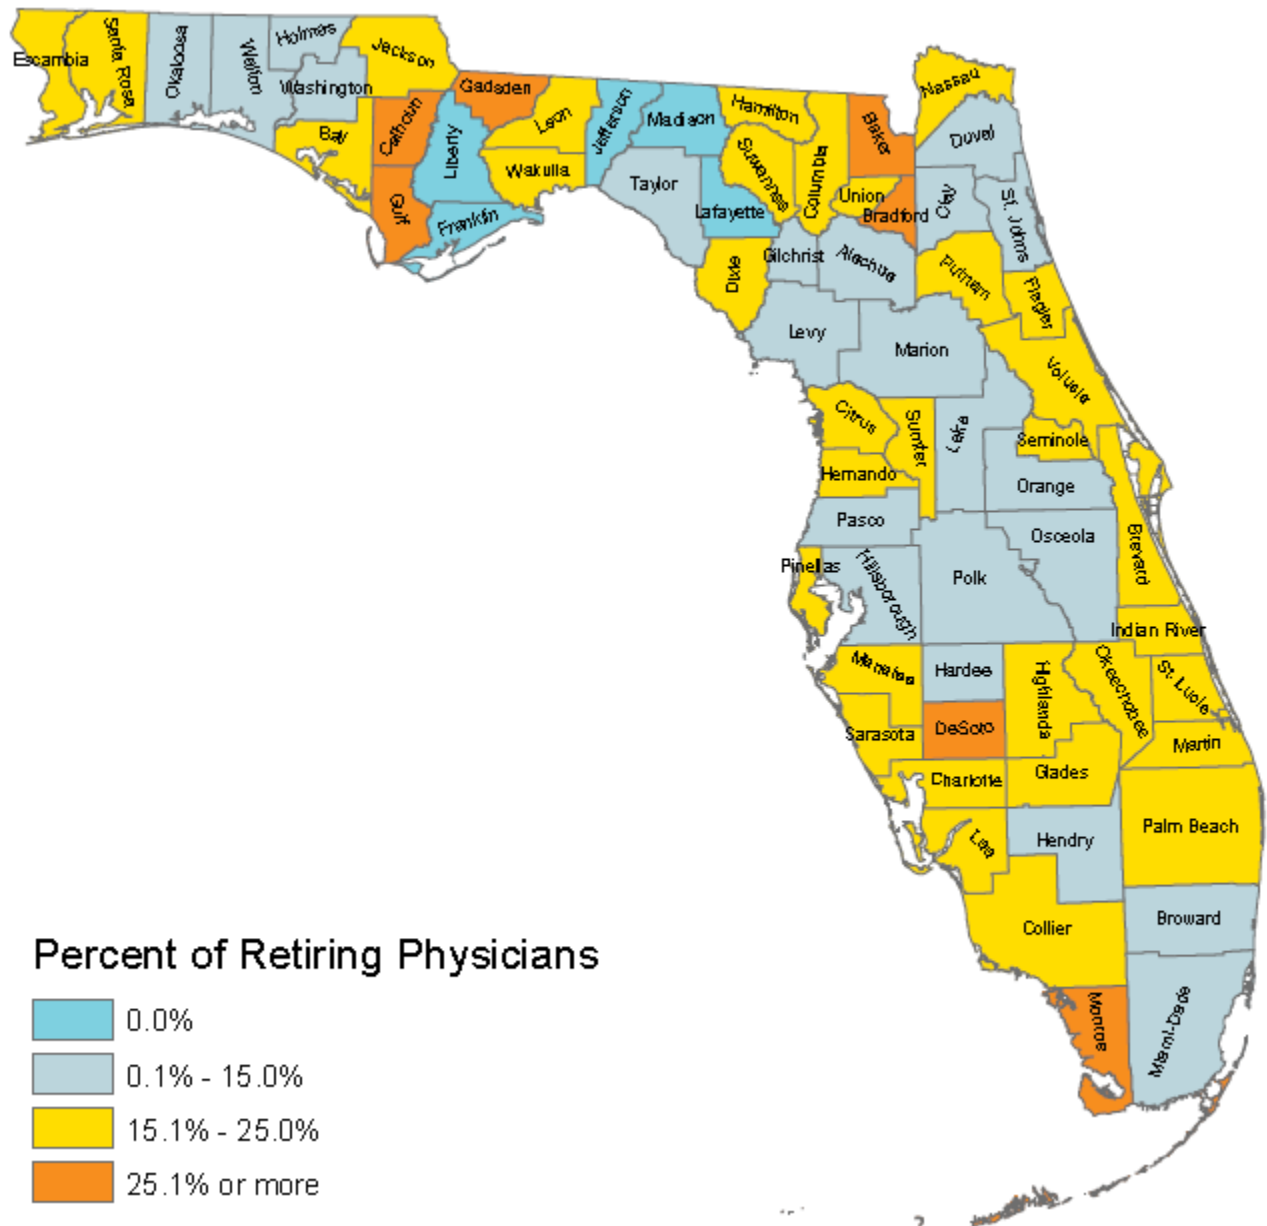 Escambia
Santa Rosa
Okaloosa
Walton
Holmes
Washington
Jackson
Bay
Calhoun
Gulf
Gadsden
Liberty
Franklin
Leon
Wakulla
Jefferson
Madison
Taylor
Hamilton
Suwannee
Lafayette
Dixie
Columbia
Baker
Union
Bradford
Gilchrist
Alachua
Levy
Nassau
Duval
Clay
St. Johns
Putnam
Flagler
Marion
Volusia
Citrus
Sumter
Lake
Seminole
Hernando
Orange
Pasco
Osceola
Brevard
Pinellas
Hillsborough
Polk
Indian River
Manatee
Hardee
Highlands
Okeechobee
St. Lucie
Sarasota
DeSoto
Martin
Charlotte
Glades
Lee
Hendry
Palm Beach
Collier
Broward
Monroe
Miami-Dade
Percent of Retiring Physicians
0.0%
0.1% - 15.0%
15.1% - 25.0%
25.1% or more